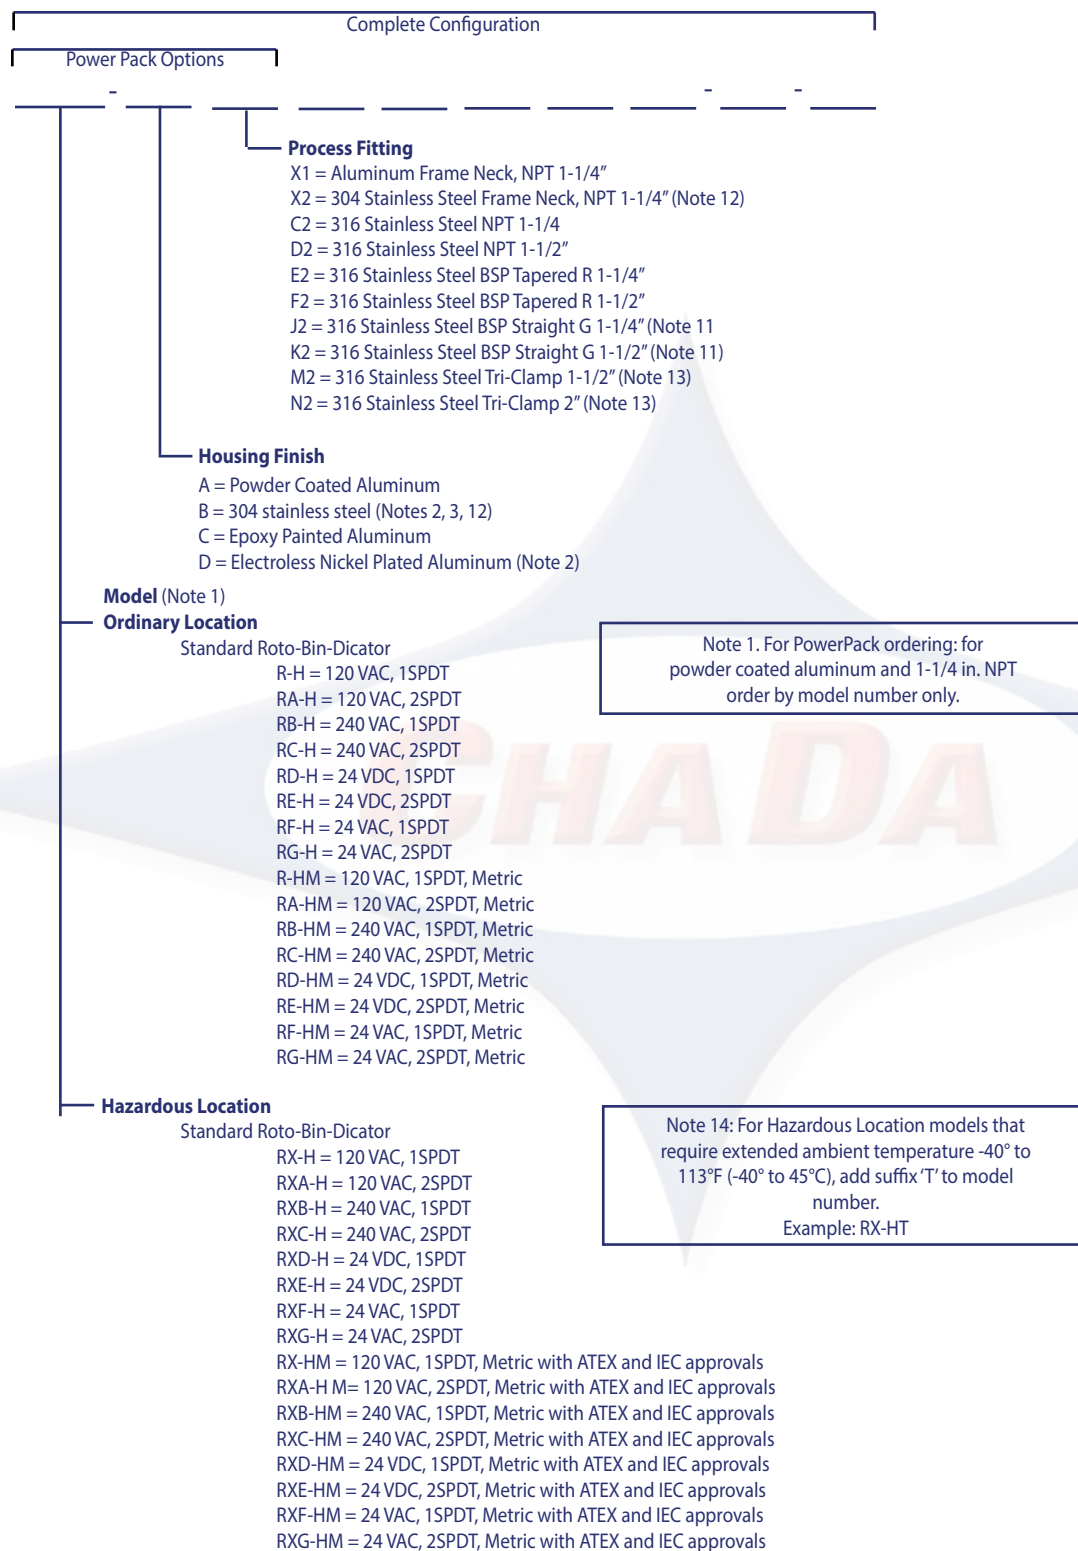 Complete Configuration
Power Pack Options
- - -
Process Fitting
X1 = Aluminum Frame Neck, NPT 1-1/4”
X2 = 304 Stainless Steel Frame Neck, NPT 1-1/4” (Note 12)
C2 = 316 Stainless Steel NPT 1-1/4
D2 = 316 Stainless Steel NPT 1-1/2”
E2 = 316 Stainless Steel BSP Tapered R 1-1/4”
F2 = 316 Stainless Steel BSP Tapered R 1-1/2”
J2 = 316 Stainless Steel BSP Straight G 1-1/4” (Note 11
K2 = 316 Stainless Steel BSP Straight G 1-1/2” (Note 11)
M2 = 316 Stainless Steel Tri-Clamp 1-1/2” (Note 13)
N2 = 316 Stainless Steel Tri-Clamp 2” (Note 13)
Housing Finish
A = Powder Coated Aluminum
B = 304 stainless steel (Notes 2, 3, 12)
C = Epoxy Painted Aluminum
D = Electroless Nickel Plated Aluminum (Note 2)
Model (Note 1)
Ordinary Location
Standard Roto-Bin-Dicator
R-H = 120 VAC, 1SPDT
RA-H = 120 VAC, 2SPDT
RB-H = 240 VAC, 1SPDT
RC-H = 240 VAC, 2SPDT
RD-H = 24 VDC, 1SPDT
RE-H = 24 VDC, 2SPDT
RF-H = 24 VAC, 1SPDT
RG-H = 24 VAC, 2SPDT
R-HM = 120 VAC, 1SPDT, Metric
RA-HM = 120 VAC, 2SPDT, Metric
RB-HM = 240 VAC, 1SPDT, Metric
RC-HM = 240 VAC, 2SPDT, Metric
RD-HM = 24 VDC, 1SPDT, Metric
RE-HM = 24 VDC, 2SPDT, Metric
RF-HM = 24 VAC, 1SPDT, Metric
RG-HM = 24 VAC, 2SPDT, Metric
Note 1. For PowerPack ordering: for
powder coated aluminum and 1-1/4 in. NPT
order by model number only.
CHADA
Hazardous Location
Standard Roto-Bin-Dicator
RX-H = 120 VAC, 1SPDT
RXA-H = 120 VAC, 2SPDT
RXB-H = 240 VAC, 1SPDT
RXC-H = 240 VAC, 2SPDT
RXD-H = 24 VDC, 1SPDT
RXE-H = 24 VDC, 2SPDT
RXF-H = 24 VAC, 1SPDT
RXG-H = 24 VAC, 2SPDT
RX-HM = 120 VAC, 1SPDT, Metric with ATEX and IEC approvals
RXA-H M= 120 VAC, 2SPDT, Metric with ATEX and IEC approvals
RXB-HM = 240 VAC, 1SPDT, Metric with ATEX and IEC approvals
RXC-HM = 240 VAC, 2SPDT, Metric with ATEX and IEC approvals
RXD-HM = 24 VDC, 1SPDT, Metric with ATEX and IEC approvals
RXE-HM = 24 VDC, 2SPDT, Metric with ATEX and IEC approvals
RXF-HM = 24 VAC, 1SPDT, Metric with ATEX and IEC approvals
RXG-HM = 24 VAC, 2SPDT, Metric with ATEX and IEC approvals
Note 14: For Hazardous Location models that
require extended ambient temperature -40° to
113°F (-40° to 45°C), add suffix ‘T’ to model
number.
Example: RX-HT